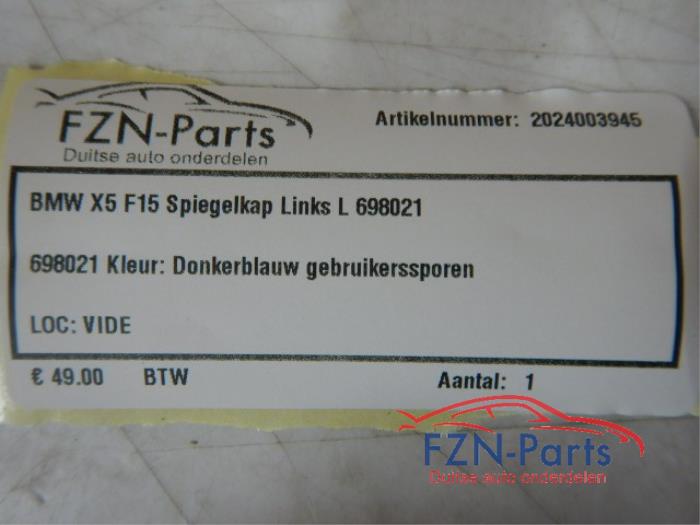 FZN-Parts
Duitse auto onderdelen
Artikelnummer: 2024003945
BMW X5 F15 Spiegelkap Links L 698021
698021 Kleur: Donkerblauw gebruikerssporen
LOC: VIDE
€ 49.00 BTW Aantal: 1
FZN-Parts
Duitse auto onderdelen